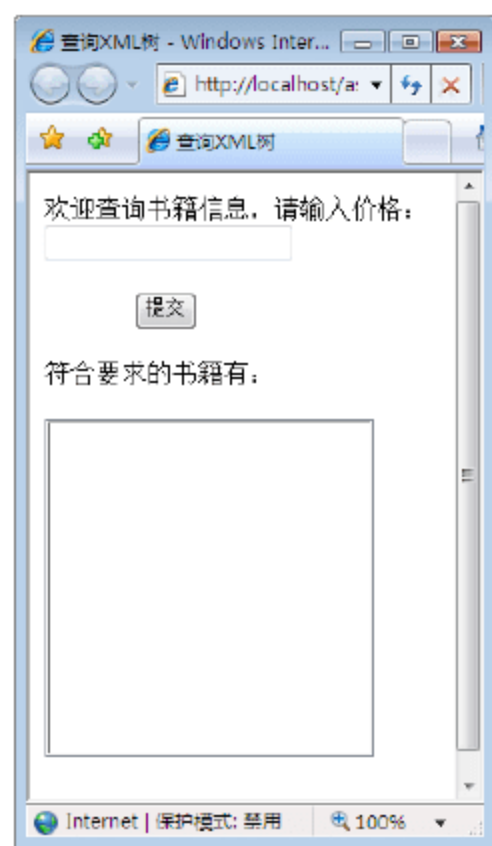 查询XML树 - Windows Inter...
http://localhost/a
查询XML树
欢迎查询书籍信息，请输入价格：
提交
符合要求的书籍有：
Internet | 保护模式: 禁用
100%